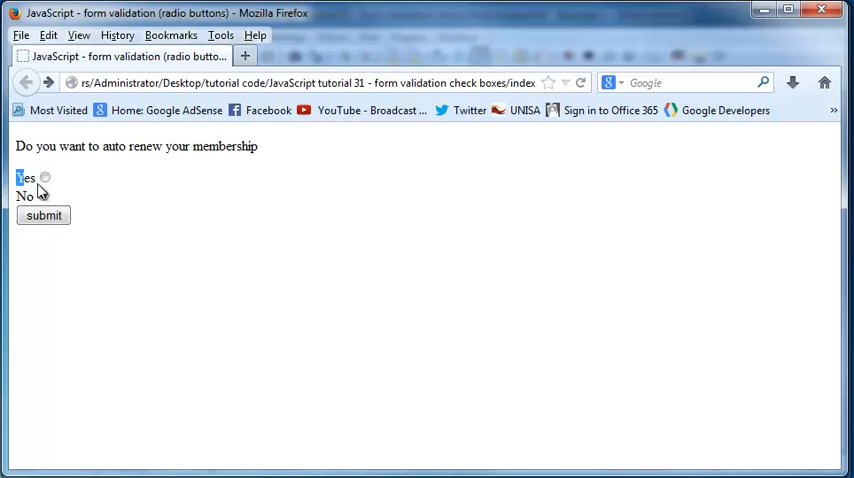 JavaScript - form validation (radio buttons) - Mozilla Firefox
File Edit View History Bookmarks Tools Help
JavaScript - form validation (radio butto... +
rs/Administrator/Desktop/tutorial code/JavaScript tutorial 31 - form validation check boxes/index
Google
Most Visited Home: Google AdSense Facebook YouTube - Broadcast ... Twitter UNISA Sign in to Office 365 Google Developers »
Do you want to auto renew your membership
Yes
No
submit